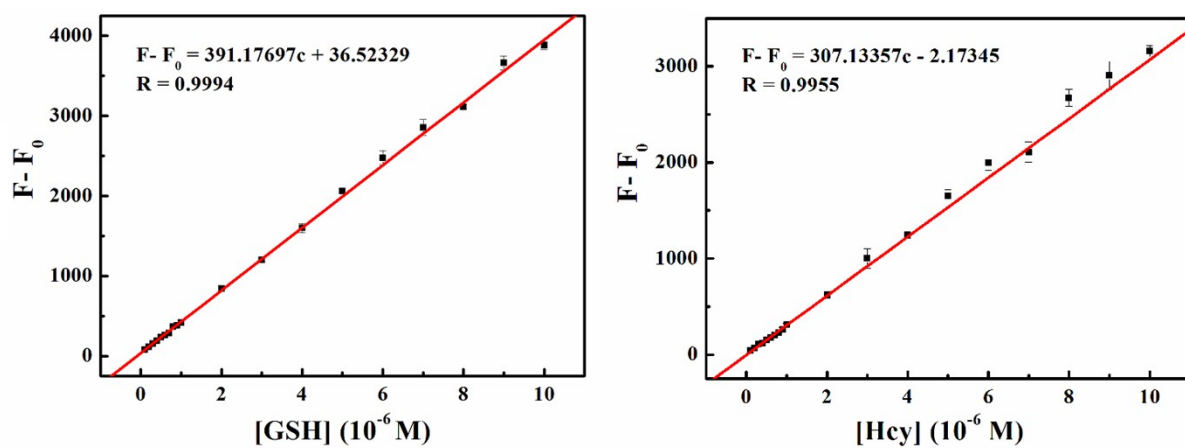 F- F0 = 391.17697c + 36.52329
R = 0.9994
4000
3000
2000
1000
0
F- F0
0 2 4 6 8 10
[GSH] (10-6 M)
F- F0 = 307.13357c - 2.17345
R = 0.9955
3000
2000
1000
0
F- F0
0 2 4 6 8 10
[Hcy] (10-6 M)